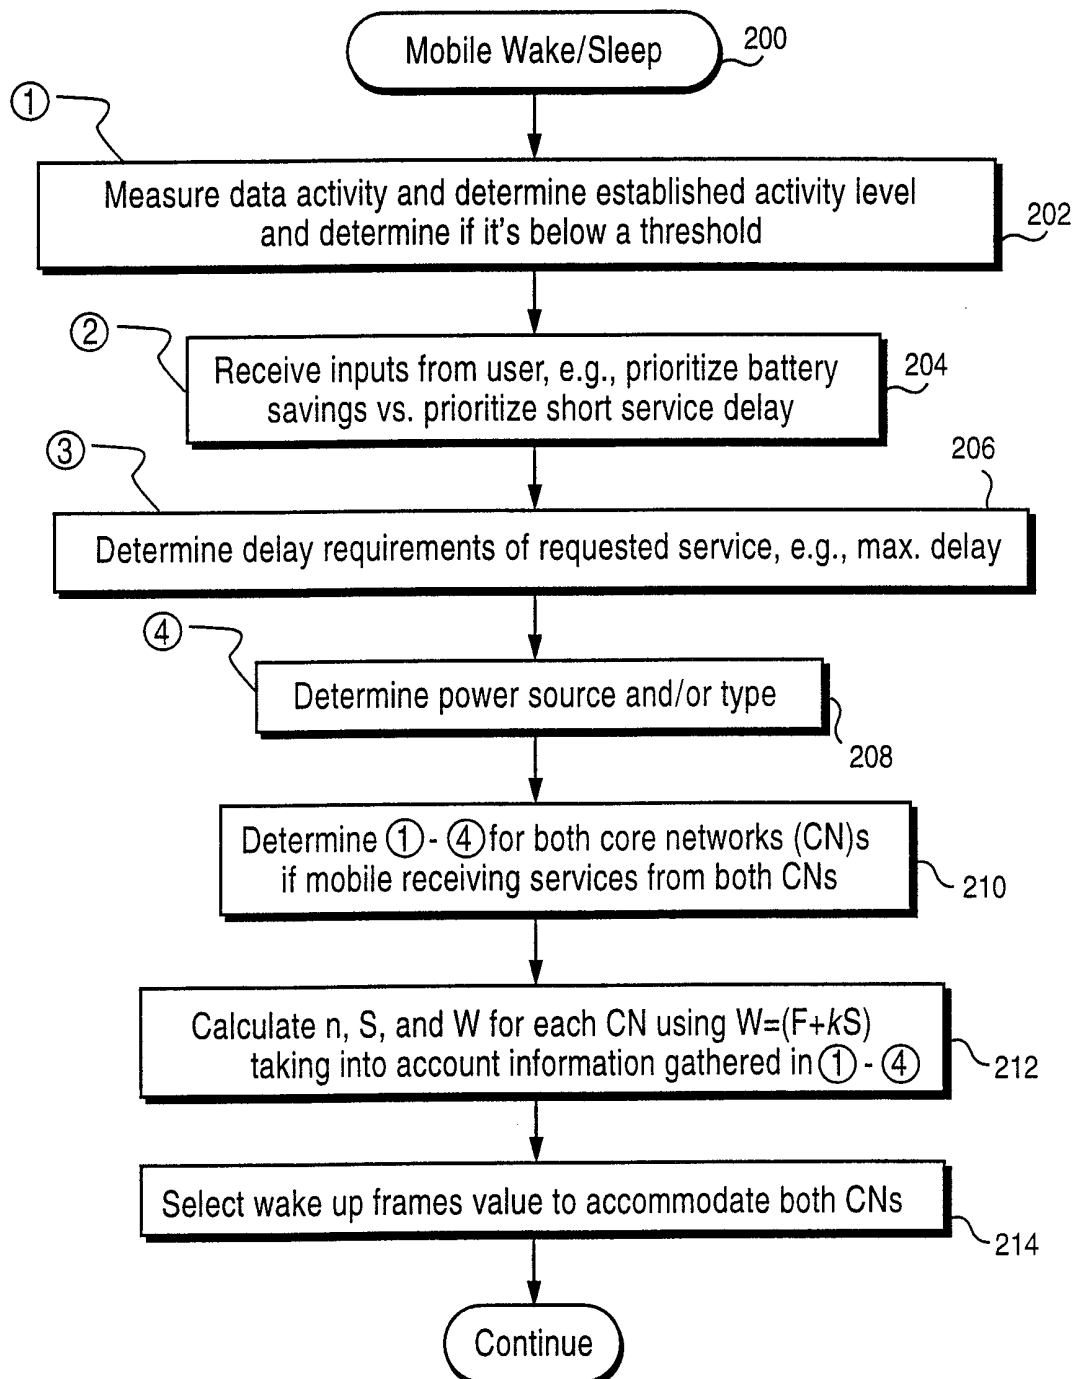 Mobile Wake/Sleep
200
①
Measure data activity and determine established activity level
and determine if it's below a threshold
202
②
Receive inputs from user, e.g., prioritize battery
savings vs. prioritize short service delay
204
③
206
Determine delay requirements of requested service, e.g., max. delay
④
Determine power source and/or type
208
Determine ① - ④ for both core networks (CN)s
if mobile receiving services from both CNs
210
Calculate n, S, and W for each CN using W=(F+kS)
taking into account information gathered in ① - ④
212
Select wake up frames value to accommodate both CNs
214
Continue